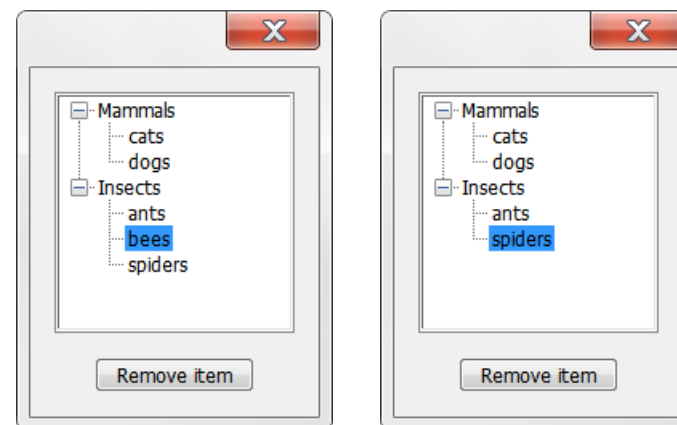 Mammals
cats
dogs
Insects
ants
bees
spiders
Remove item
Mammals
cats
dogs
Insects
ants
spiders
Remove item